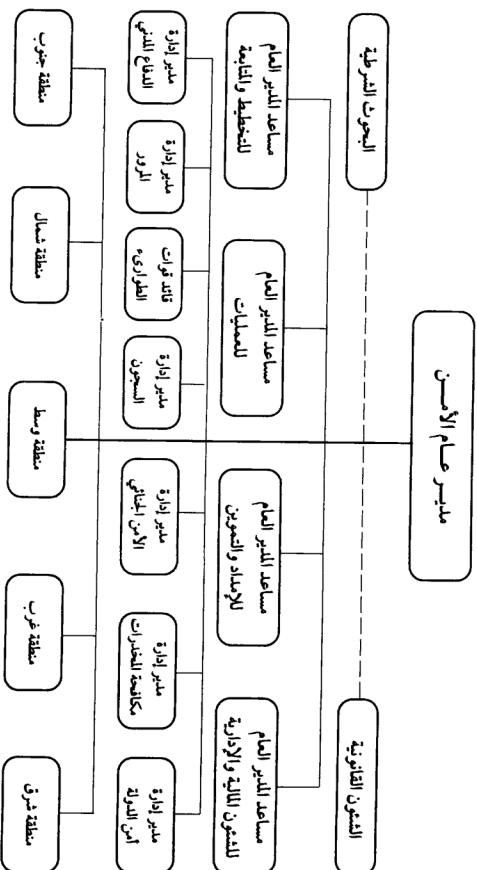 مديـــر عـــام الأمـــن
الشئون القانونية
البحوث الشرطية
مساعد المدير العام
للشئون المالية والإدارية
مساعد المدير العام
للإمداد والتموين
مساعد المدير العام
للعمليات
مساعد المدير العام
للتخطيط والمتابعة
مدير إدارة
أمن الدولة
مدير إدارة
مكافحة المخدرات
مدير إدارة
الأمن الجنائي
مدير إدارة
السجون
قائد قوات
الطوارىء
مدير إدارة
المرور
مدير إدارة
الدفاع المدني
منطقة شرق
منطقة غرب
منطقة وسط
منطقة شمال
منطقة جنوب